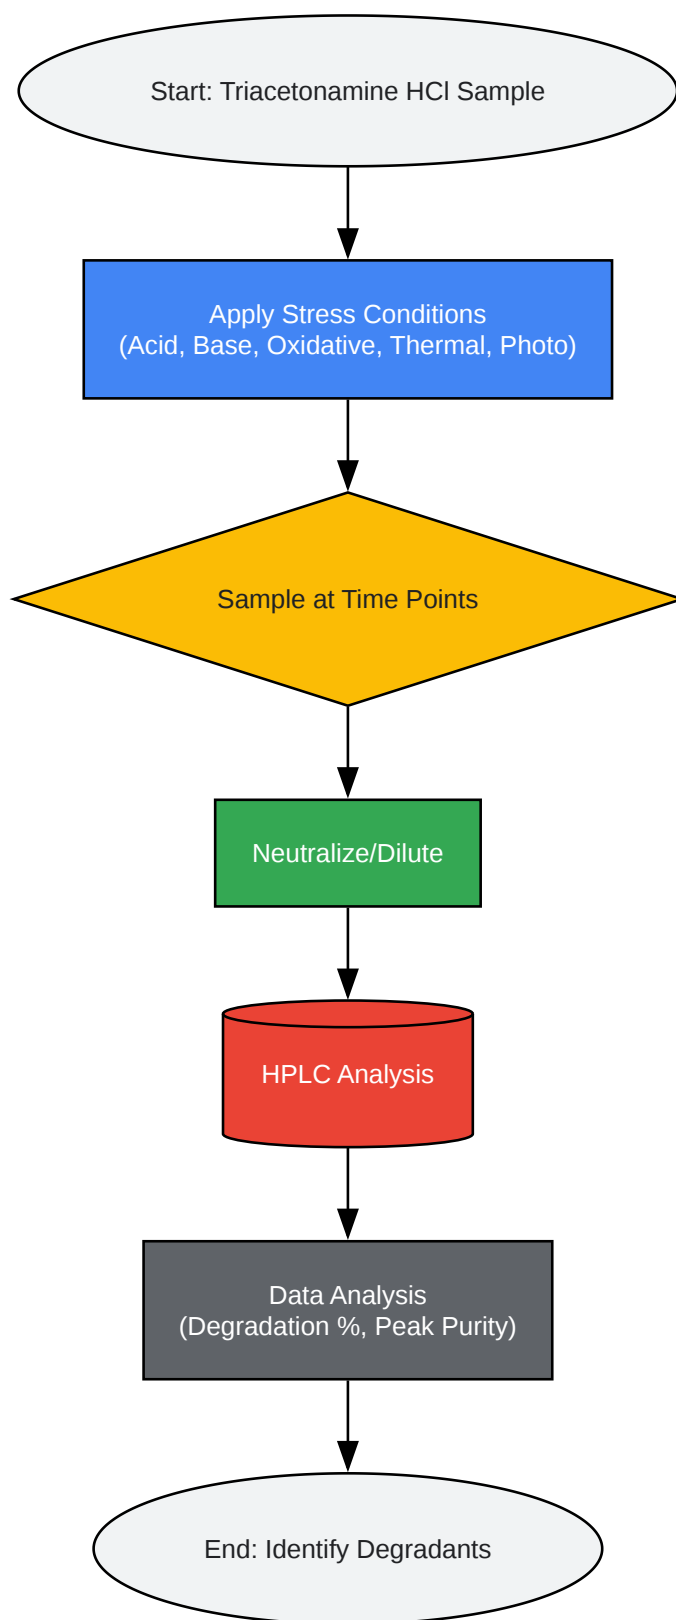 Start: Triacetonamine HCl Sample
Apply Stress Conditions
(Acid, Base, Oxidative, Thermal, Photo)
Sample at Time Points
Neutralize/Dilute
HPLC Analysis
Data Analysis
(Degradation %, Peak Purity)
End: Identify Degradants